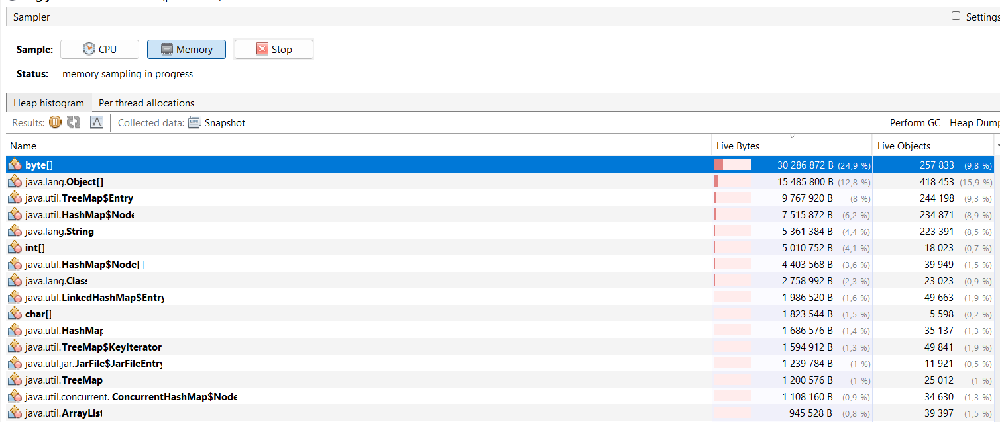 Sampler
Settings
Sample: CPU Memory Stop
Status: memory sampling in progress
Heap histogram Per thread allocations
Results: Collected data: Snapshot Perform GC Heap Dump
Name Live Bytes Live Objects
byte[] 30 286 872 B (24,9 %) 257 833 (9,8 %)
java.lang.Object[] 15 485 800 B (12,8 %) 418 453 (15,9 %)
java.util.TreeMap$Entry 9 767 920 B (8 %) 244 198 (9,3 %)
java.util.HashMap$Node 7 515 872 B (6,2 %) 234 871 (8,9 %)
java.lang.String 5 361 384 B (4,4 %) 223 391 (8,5 %)
int[] 5 010 752 B (4,1 %) 18 023 (0,7 %)
java.util.HashMap$Node[ 4 403 568 B (3,6 %) 39 949 (1,5 %)
java.lang.Class 2 758 992 B (2,3 %) 23 023 (0,9 %)
java.util.LinkedHashMap$Entry 1 986 520 B (1,6 %) 49 663 (1,9 %)
char[] 1 823 544 B (1,5 %) 5 598 (0,2 %)
java.util.HashMap 1 686 576 B (1,4 %) 35 137 (1,3 %)
java.util.TreeMap$KeyIterator 1 594 912 B (1,3 %) 49 841 (1,9 %)
java.util.jar.JarFile$JarFileEntry 1 239 784 B (1 %) 11 921 (0,5 %)
java.util.TreeMap 1 200 576 B (1 %) 25 012 (1 %)
java.util.concurrent. ConcurrentHashMap$Node 1 108 160 B (0,9 %) 34 630 (1,3 %)
java.util.ArrayList 945 528 B (0,8 %) 39 397 (1,5 %)